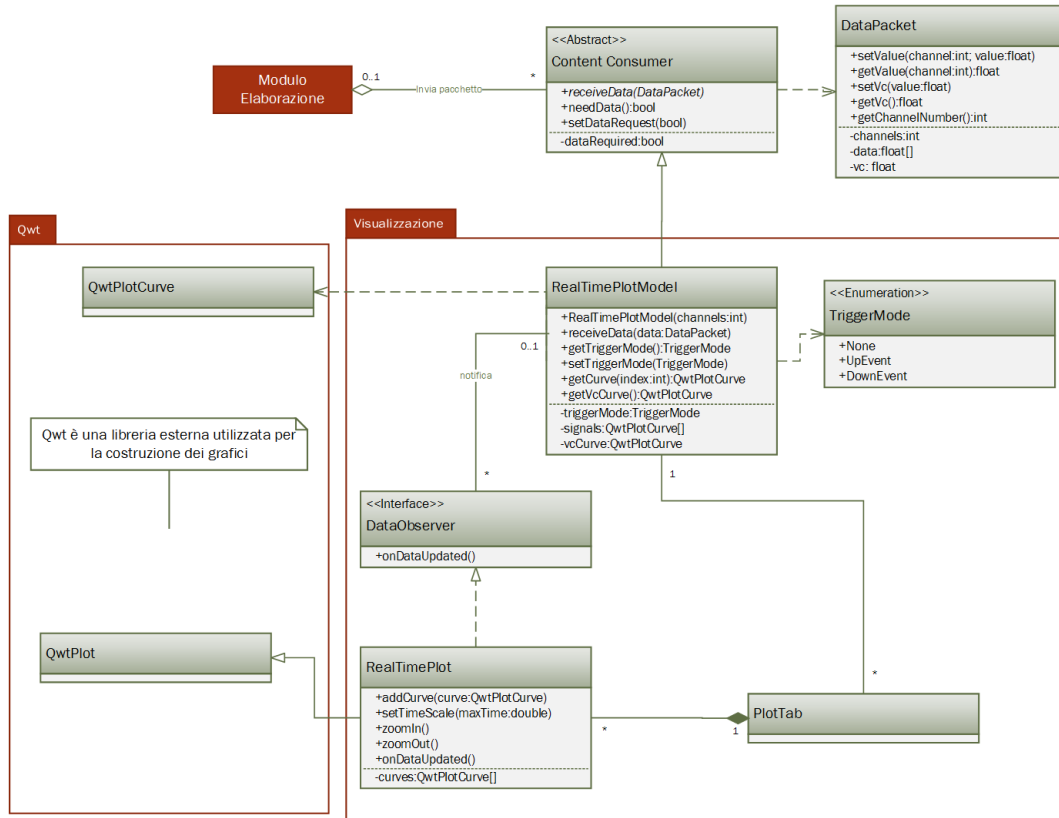 DataPacket
+setValue(channel:int; value:float)
+getValue(channel:int):float
+setVc(value:float)
+getVc():float
+getChannelNumber():int
-channels:int
-data:float[]
-vc: float
<<Abstract>>
Content Consumer
+receiveData(DataPacket)
+needData():bool
+setDataRequest(bool)
-dataRequired:bool
Modulo
Elaborazione
0..1
*
Invia pacchetto
Qwt
Visualizzazione
QwtPlotCurve
RealTimePlotModel
+RealTimePlotModel(channels:int)
+receiveData(data:DataPacket)
+getTriggerMode():TriggerMode
+setTriggerMode(TriggerMode)
+getCurve(index:int):QwtPlotCurve
+getVcCurve():QwtPlotCurve
-triggerMode:TriggerMode
-signals:QwtPlotCurve[]
-vcCurve:QwtPlotCurve
<<Enumeration>>
TriggerMode
+None
+UpEvent
+DownEvent
0..1
notifica
*
1
Qwt è una libreria esterna utilizzata per
la costruzione dei grafici
<<Interface>>
DataObserver
+onDataUpdated()
QwtPlot
RealTimePlot
+addCurve(curve:QwtPlotCurve)
+setTimeScale(maxTime:double)
+zoomIn()
+zoomOut()
+onDataUpdated()
-curves:QwtPlotCurve[]
*
PlotTab
*
1